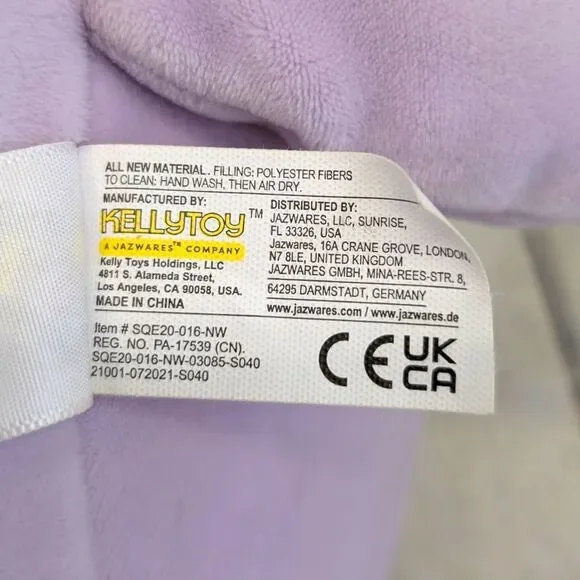 ALL NEW MATERIAL. FILLING: POLYESTER FIBERS
TO CLEAN: HAND WASH, THEN AIR DRY.
MANUFACTURED BY:
KELLYTOY™
A JAZWARES™ COMPANY
Kelly Toys Holdings, LLC
4811 S. Alameda Street,
Los Angeles, CA 90058, USA.
MADE IN CHINA
DISTRIBUTED BY:
JAZWARES, LLC, SUNRISE,
FL 33326, USA
Jazwares, 16A CRANE GROVE, LONDON,
N7 8LE, UNITED KINGDOM
JAZWARES GMBH, MINA-REES-STR. 8,
64295 DARMSTADT, GERMANY
www.jazwares.com / www.jazwares.de
Item # SQE20-016-NW
REG. NO. PA-17539 (CN).
SQE20-016-NW-03085-S040
21001-072021-S040
CE
UK
CA